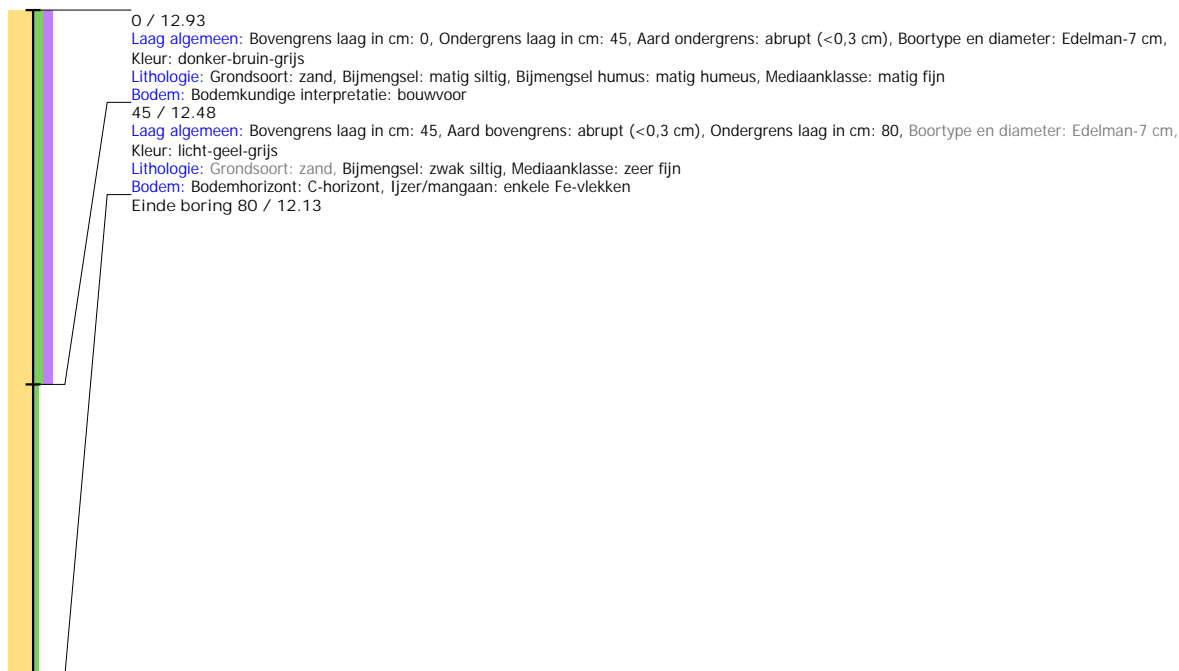 0 / 12.93
Laag algemeen: Bovengrens laag in cm: 0, Ondergrens laag in cm: 45, Aard ondergrens: abrupt (<0,3 cm), Boortype en diameter: Edelman-7 cm,
Kleur: donker-bruin-grijs
Lithologie: Grondsoort: zand, Bijmengsel: matig siltig, Bijmengsel humus: matig humeus, Mediaanklasse: matig fijn
Bodem: Bodemkundige interpretatie: bouwvoor
45 / 12.48
Laag algemeen: Bovengrens laag in cm: 45, Aard bovengrens: abrupt (<0,3 cm), Ondergrens laag in cm: 80, Boortype en diameter: Edelman-7 cm,
Kleur: licht-geel-grijs
Lithologie: Grondsoort: zand, Bijmengsel: zwak siltig, Mediaanklasse: zeer fijn
Bodem: Bodemhorizont: C-horizont, Ijzer/mangaan: enkele Fe-vlekken
Einde boring 80 / 12.13